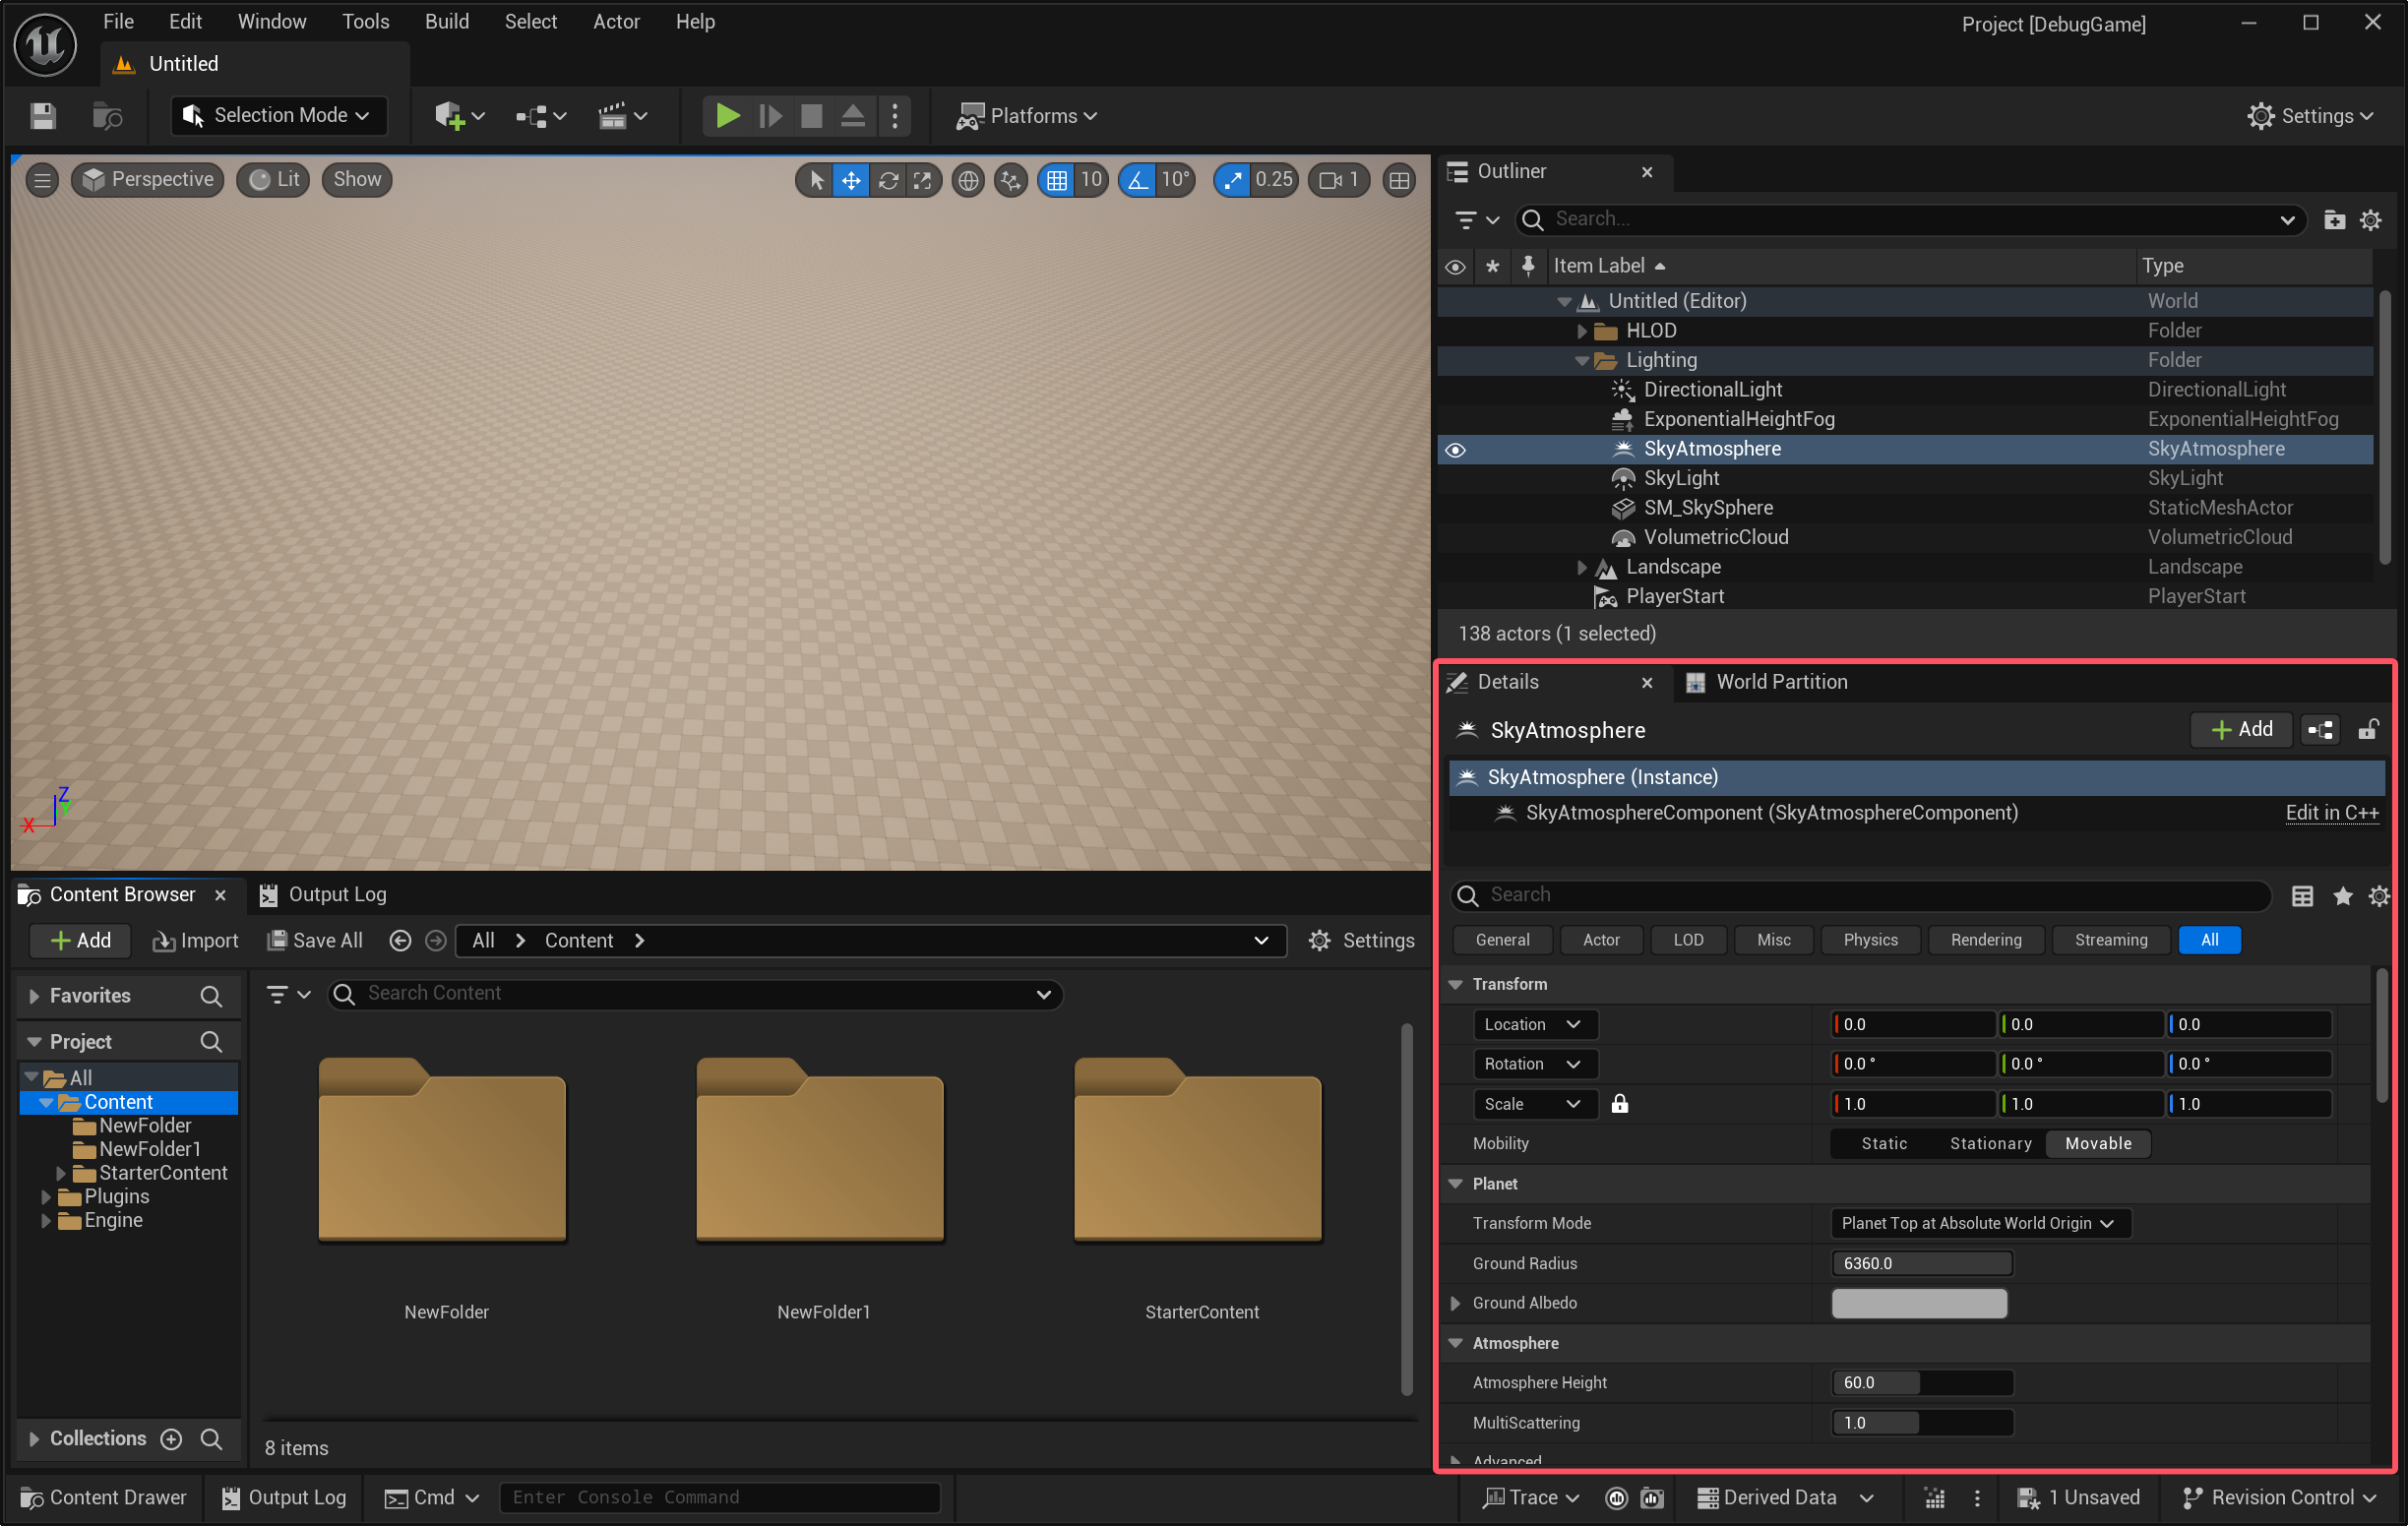 File Edit Window Tools Build Select Actor Help
Project [DebugGame]
Untitled
Selection Mode
Platforms
Settings
Perspective Lit Show
10 10° 0.25 1
Outliner
Search...
Item Label Type
Untitled (Editor) World
HLOD Folder
Lighting Folder
DirectionalLight DirectionalLight
ExponentialHeightFog ExponentialHeightFog
SkyAtmosphere SkyAtmosphere
SkyLight SkyLight
SM_SkySphere StaticMeshActor
VolumetricCloud VolumetricCloud
Landscape Landscape
PlayerStart PlayerStart
138 actors (1 selected)
Z
Y
X
Details World Partition
SkyAtmosphere Add
SkyAtmosphere (Instance)
SkyAtmosphereComponent (SkyAtmosphereComponent) Edit in C++
Search
General Actor LOD Misc Physics Rendering Streaming All
Transform
Location 0.0 0.0 0.0
Rotation 0.0 ° 0.0 ° 0.0 °
Scale 1.0 1.0 1.0
Mobility Static Stationary Movable
Planet
Transform Mode Planet Top at Absolute World Origin
Ground Radius 6360.0
Ground Albedo
Atmosphere
Atmosphere Height 60.0
MultiScattering 1.0
Advanced
Content Browser Output Log
Add Import Save All All Content Settings
Favorites
Search Content
Project
All
Content
NewFolder
NewFolder1
StarterContent
Plugins
Engine
NewFolder NewFolder1 StarterContent
Collections
8 items
Content Drawer Output Log Cmd Enter Console Command Trace Derived Data 1 Unsaved Revision Control